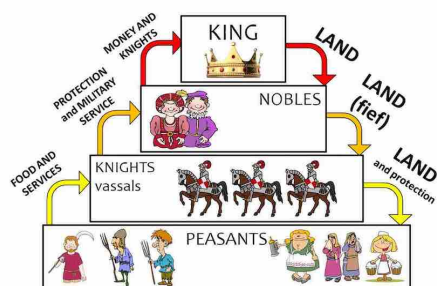 MONEY AND
KNIGHTS
KING
LAND
PROTECTION
and MILITARY
SERVICE
NOBLES
LAND
(fief)
FOOD AND
SERVICES
KNIGHTS
vassals
LAND
and protection
PEASANTS